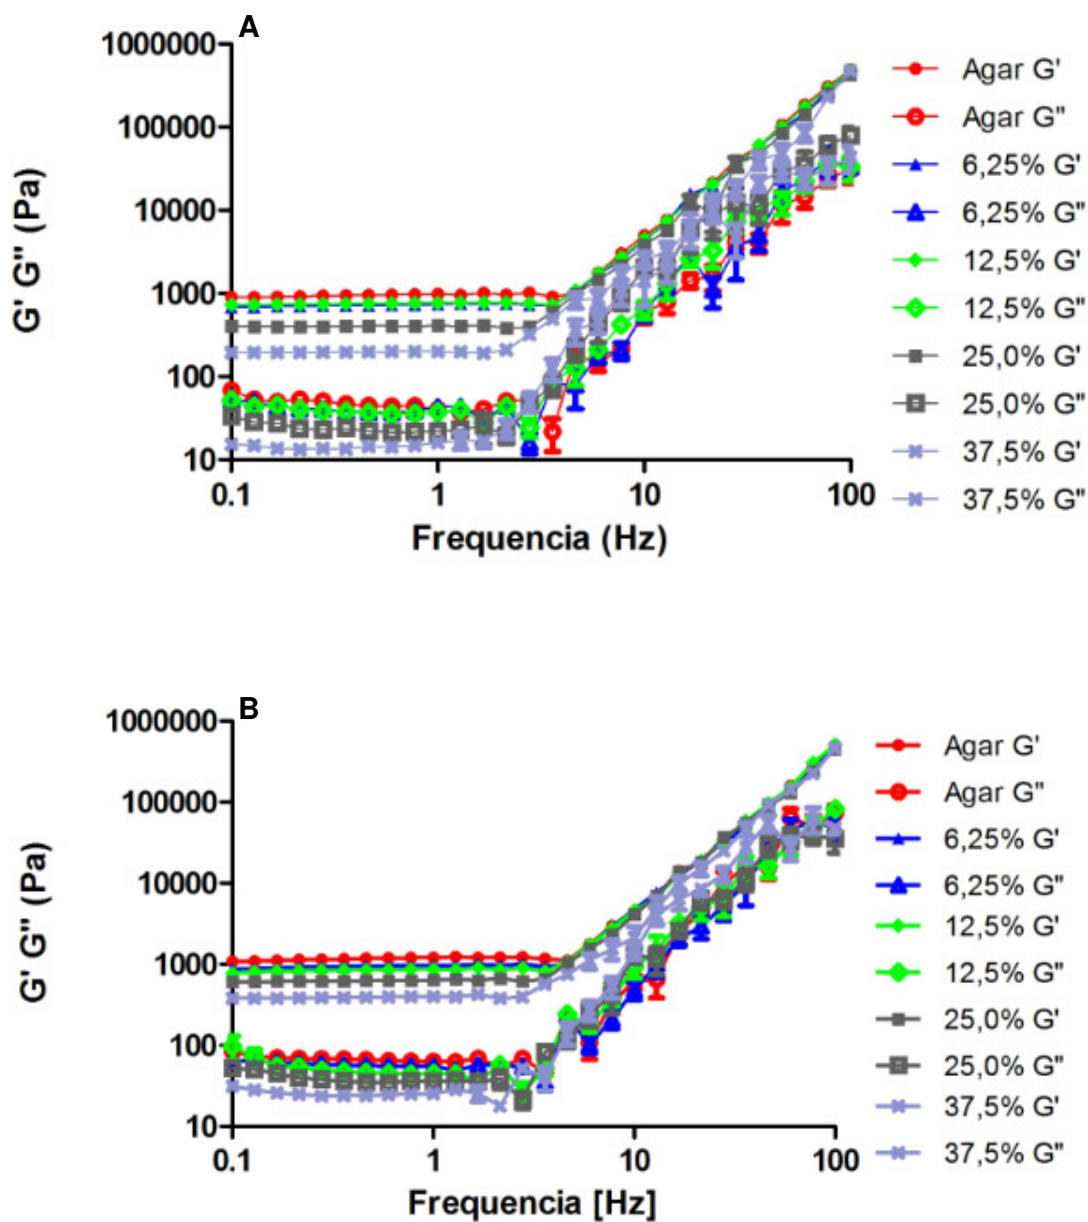 A
1000000
100000
10000
1000
100
10
G' G" (Pa)
0.1
1
10
100
Frequencia (Hz)
Agar G'
Agar G"
6,25% G'
6,25% G"
12,5% G'
12,5% G"
25,0% G'
25,0% G"
37,5% G'
37,5% G"
B
1000000
100000
10000
1000
100
10
G' G" (Pa)
0.1
1
10
100
Frequencia [Hz]
Agar G'
Agar G"
6,25% G'
6,25% G"
12,5% G'
12,5% G"
25,0% G'
25,0% G"
37,5% G'
37,5% G"